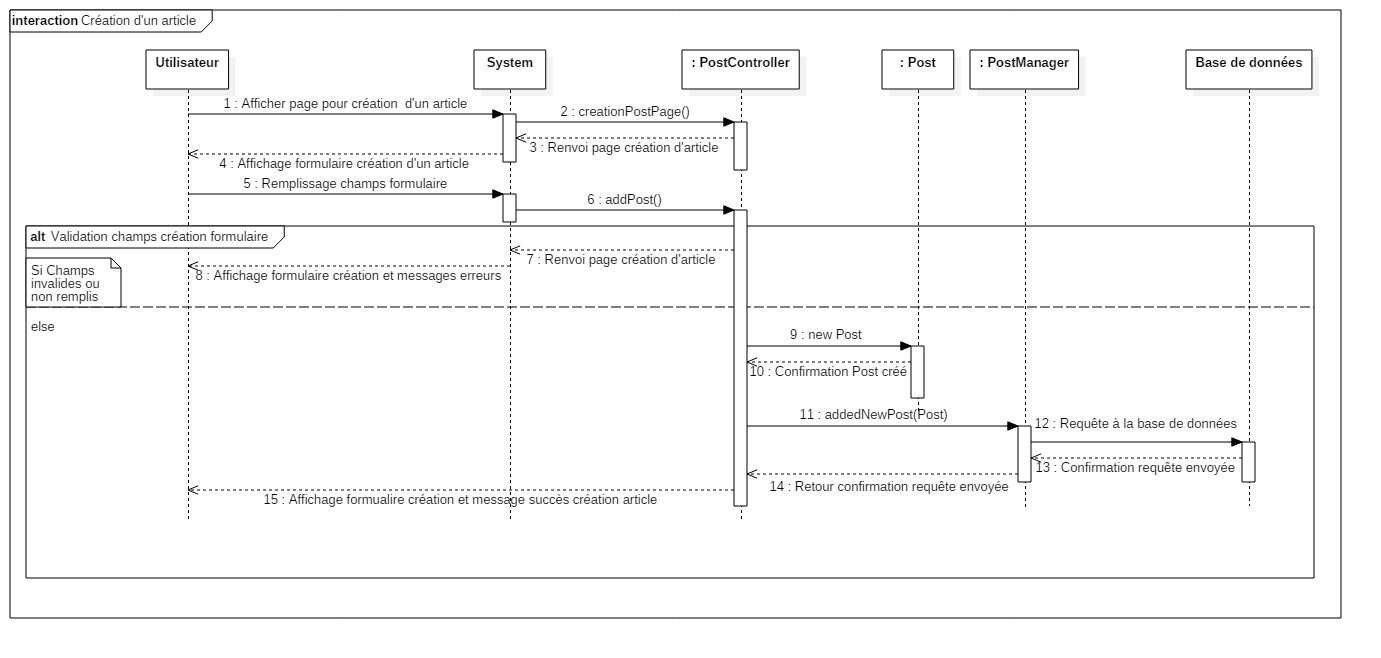 interaction Création d'un article
Utilisateur
System
: PostController
: Post
: PostManager
Base de données
1 : Afficher page pour création  d'un article
2 : creationPostPage()
3 : Renvoi page création d'article
4 : Affichage formulaire création d'un article
5 : Remplissage champs formulaire
6 : addPost()
alt Validation champs création formulaire
7 : Renvoi page création d'article
Si Champs
invalides ou
non remplis
8 : Affichage formulaire création et messages erreurs
else
9 : new Post
10 : Confirmation Post créé
11 : addedNewPost(Post)
12 : Requête à la base de données
13 : Confirmation requête envoyée
14 : Retour confirmation requête envoyée
15 : Affichage formualire création et message succès création article